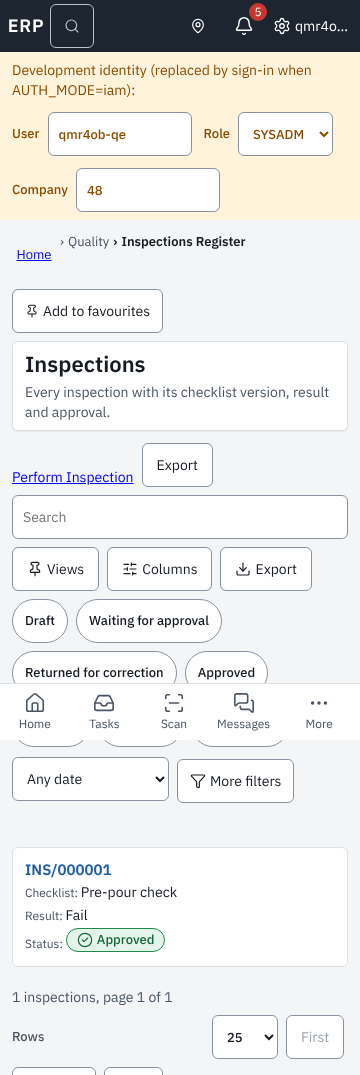 ERP
5
qmr4o...
Development identity (replaced by sign-in when
AUTH_MODE=iam):
User
qmr4ob-qe
Role
SYSADM
Company
48
Home
› Quality › Inspections Register
Add to favourites
Inspections
Every inspection with its checklist version, result
and approval.
Perform Inspection
Export
Search
Views
Columns
Export
Draft
Waiting for approval
Returned for correction
Approved
Home
Tasks
Scan
Messages
More
Any date
More filters
INS/000001
Checklist: Pre-pour check
Result: Fail
Status: Approved
1 inspections, page 1 of 1
Rows
25
First